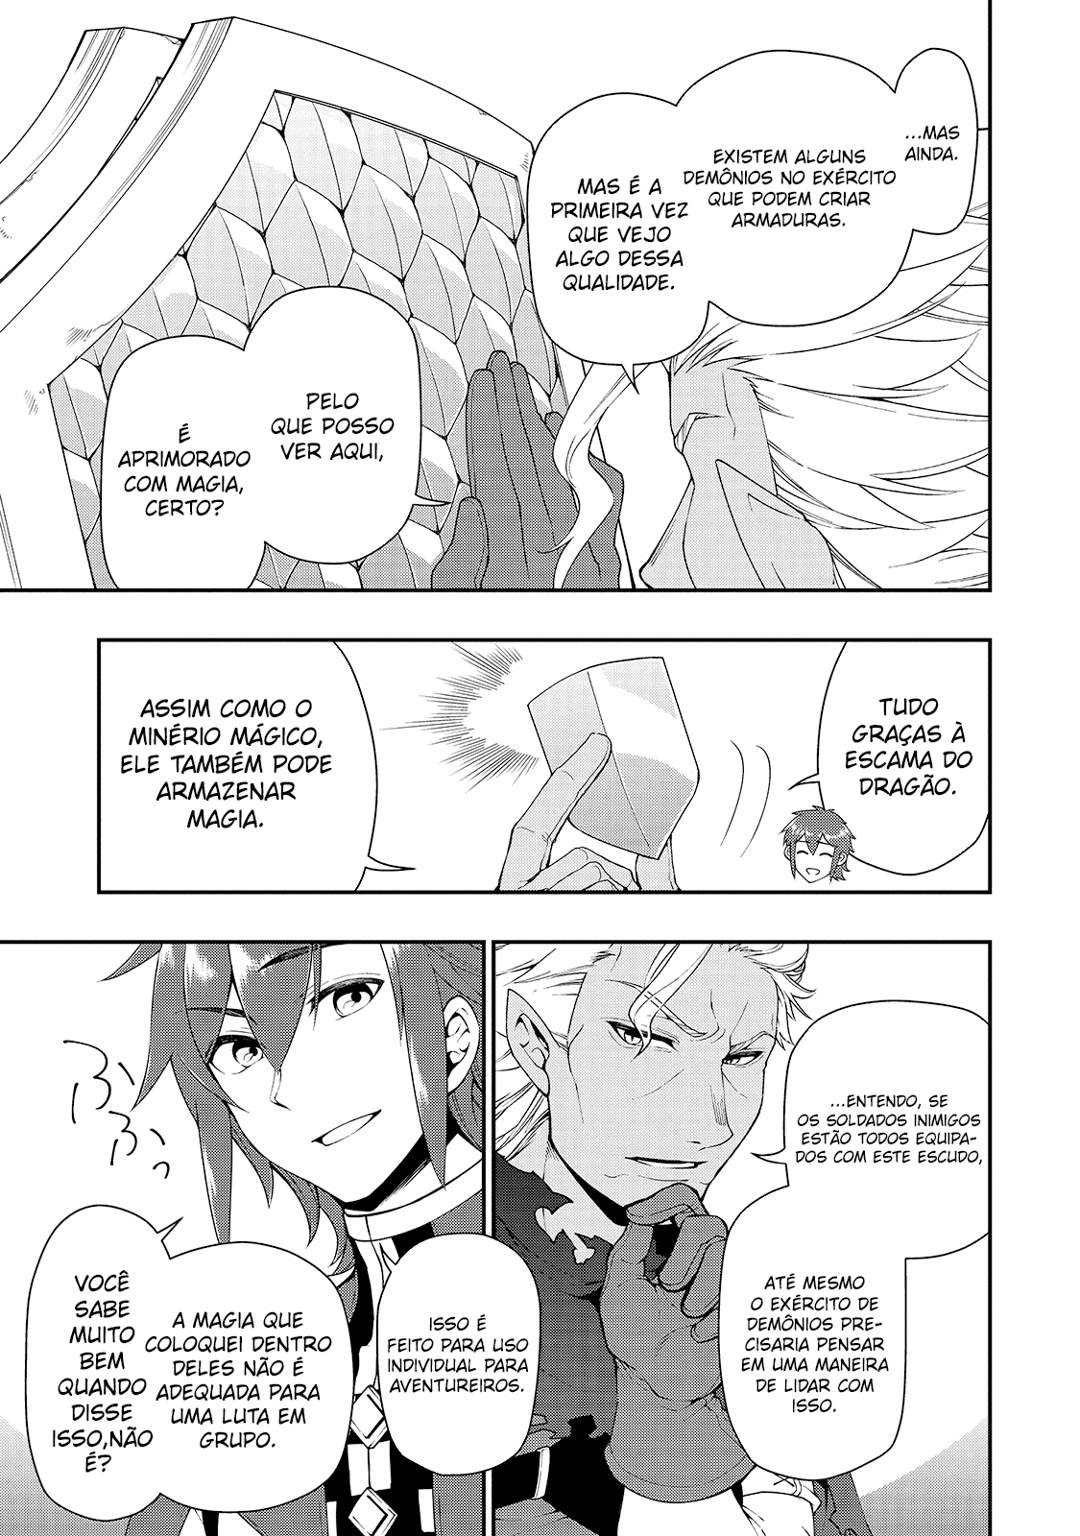 ...MAS
AINDA.
EXISTEM ALGUNS
DEMÔNIOS NO EXÉRCITO
QUE PODEM CRIAR
ARMADURAS.
MAS É A
PRIMEIRA VEZ
QUE VEJO
ALGO DESSA
QUALIDADE.
PELO
QUE POSSO
VER AQUI,
É
APRIMORADO
COM MAGIA,
CERTO?
TUDO
GRAÇAS À
ESCAMA DO
DRAGÃO.
ASSIM COMO O
MINÉRIO MÁGICO,
ELE TAMBÉM PODE
ARMAZENAR
MAGIA.
...ENTENDO, SE
OS SOLDADOS INIMIGOS
ESTÃO TODOS EQUIPA-
DOS COM ESTE ESCUDO,
ATÉ MESMO
O EXÉRCITO DE
DEMÔNIOS PRE-
CISARIA PENSAR
EM UMA MANEIRA
DE LIDAR COM
ISSO.
ふふふっ
ISSO É
FEITO PARA USO
INDIVIDUAL PARA
AVENTUREIROS.
A MAGIA QUE
COLOQUEI DENTRO
DELES NÃO É
ADEQUADA PARA
UMA LUTA EM
GRUPO.
VOCÊ
SABE
MUITO
BEM
QUANDO
DISSE
ISSO,NÃO
É?